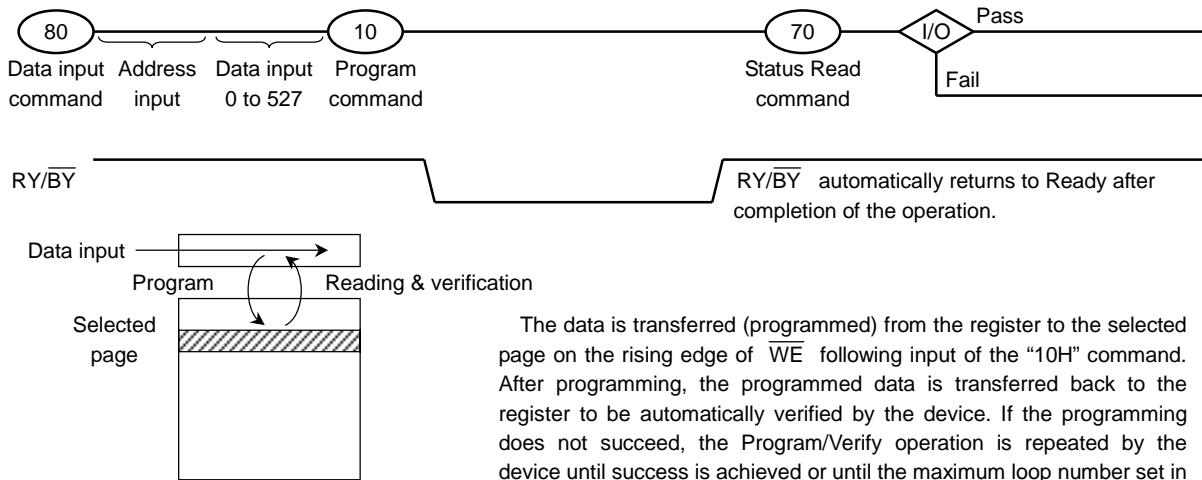 80
10
70
I/O
Pass
Data input command
Address input
Data input 0 to 527
Program command
Status Read command
Fail
RY/BY
RY/BY automatically returns to Ready after
completion of the operation.
Data input
Program
Reading & verification
Selected
page
The data is transferred (programmed) from the register to the selected
page on the rising edge of WE following input of the “10H” command.
After programming, the programmed data is transferred back to the
register to be automatically verified by the device. If the programming
does not succeed, the Program/Verify operation is repeated by the
device until success is achieved or until the maximum loop number set in